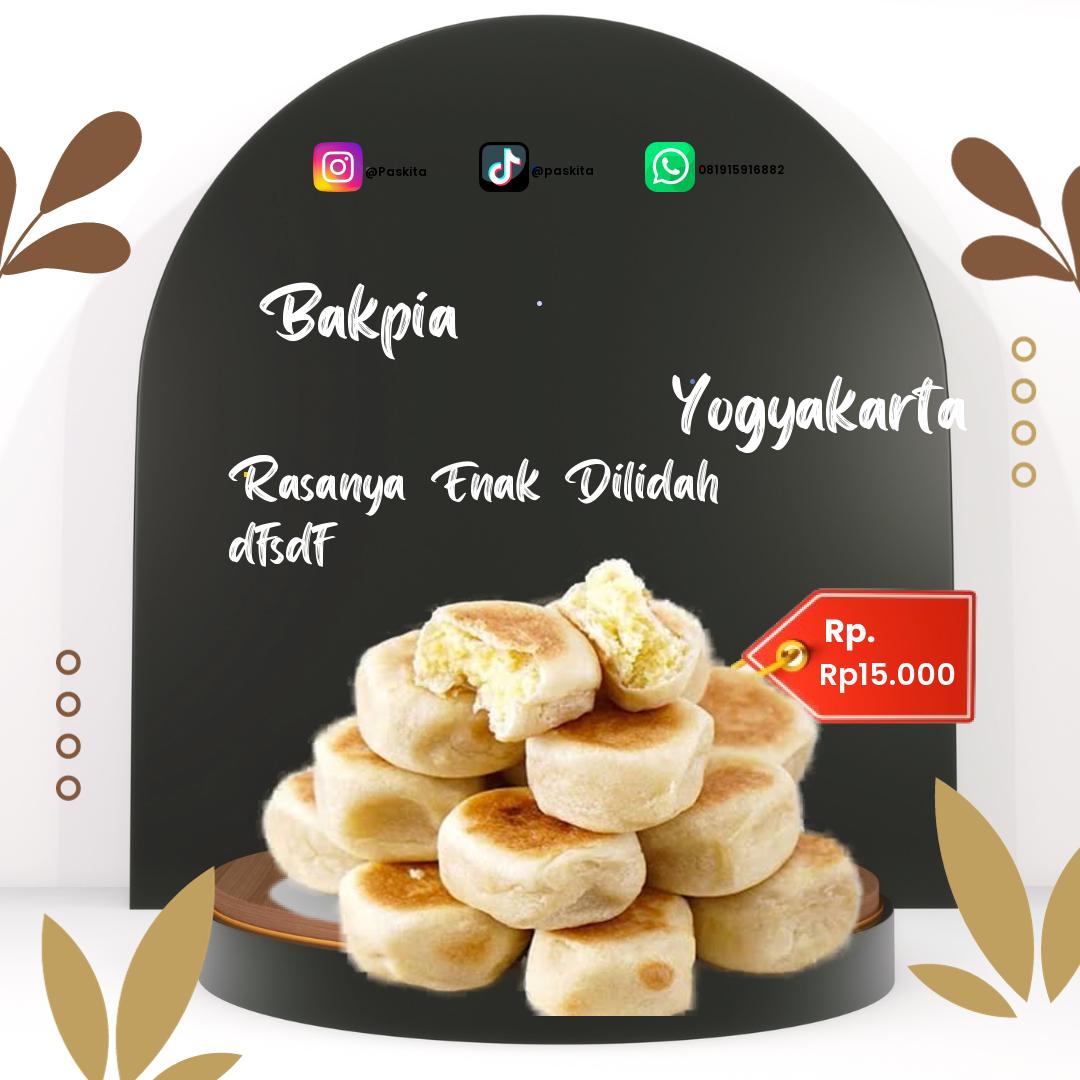 @Paskita
@paskita
081915916882
Bakpia
Yogyakarta
Rasanya Enak Dilidah
dFsdF
Rp.
Rp15.000